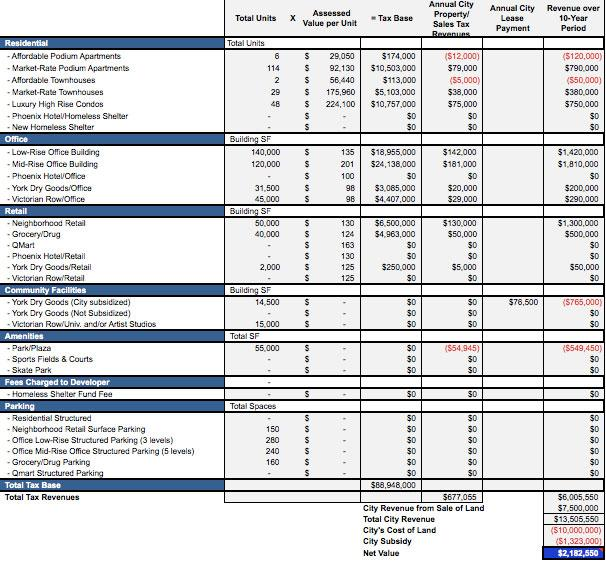 Total Units X Assessed Value per Unit = Tax Base Annual City Property/ Sales Tax Revenues Annual City Lease Payment Revenue over 10-Year Period
Residential Total Units
- Affordable Podium Apartments 6 $ 29,050 $174,000 ($12,000) ($120,000)
- Market-Rate Podium Apartments 114 $ 92,130 $10,503,000 $79,000 $790,000
- Affordable Townhouses 2 $ 56,440 $113,000 ($5,000) ($50,000)
- Market-Rate Townhouses 29 $ 175,960 $5,103,000 $38,000 $380,000
- Luxury High Rise Condos 48 $ 224,100 $10,757,000 $75,000 $750,000
- Phoenix Hotel/Homeless Shelter - $ - $0 $0 $0
- New Homeless Shelter - $ - $0 $0 $0
Office Building SF
- Low-Rise Office Building 140,000 $ 135 $18,955,000 $142,000 $1,420,000
- Mid-Rise Office Building 120,000 $ 201 $24,138,000 $181,000 $1,810,000
- Phoenix Hotel/Office - $ 100 $0 $0 $0
- York Dry Goods/Office 31,500 $ 98 $3,085,000 $20,000 $200,000
- Victorian Row/Office 45,000 $ 98 $4,407,000 $29,000 $290,000
Retail Building SF
- Neighborhood Retail 50,000 $ 130 $6,500,000 $130,000 $1,300,000
- Grocery/Drug 40,000 $ 124 $4,963,000 $50,000 $500,000
- QMart - $ 163 $0 $0 $0
- Phoenix Hotel/Retail - $ 130 $0 $0 $0
- York Dry Goods/Retail 2,000 $ 125 $250,000 $5,000 $50,000
- Victorian Row/Retail - $ 125 $0 $0 $0
Community Facilities Building SF
- York Dry Goods (City subsidized) 14,500 $ - $0 $0 $76,500 ($765,000)
- York Dry Goods (Not Subsidized) - $ - $0 $0 $0
- Victorian Row/Univ. and/or Artist Studios 15,000 $ - $0 $0 $0
Amenities Total SF
- Park/Plaza 55,000 $ - $0 ($54,945) ($549,450)
- Sports Fields & Courts - $ - $0 $0 $0
- Skate Park - $ - $0 $0 $0
Fees Charged to Developer -
- Homeless Shelter Fund Fee - $ - $0 $0 $0
Parking Total Spaces
- Residential Structured - $ - $0 $0 $0
- Neighborhood Retail Surface Parking 150 $ - $0 $0 $0
- Office Low-Rise Structured Parking (3 levels) 280 $ - $0 $0 $0
- Office Mid-Rise Office Structured Parking (5 levels) 240 $ - $0 $0 $0
- Grocery/Drug Parking 160 $ - $0 $0 $0
- Qmart Structured Parking - $ - $0 $0 $0
Total Tax Base $88,948,000
Total Tax Revenues $677,055 $6,005,550
City Revenue from Sale of Land $7,500,000
Total City Revenue $13,505,550
City's Cost of Land ($10,000,000)
City Subsidy ($1,323,000)
Net Value $2,182,550